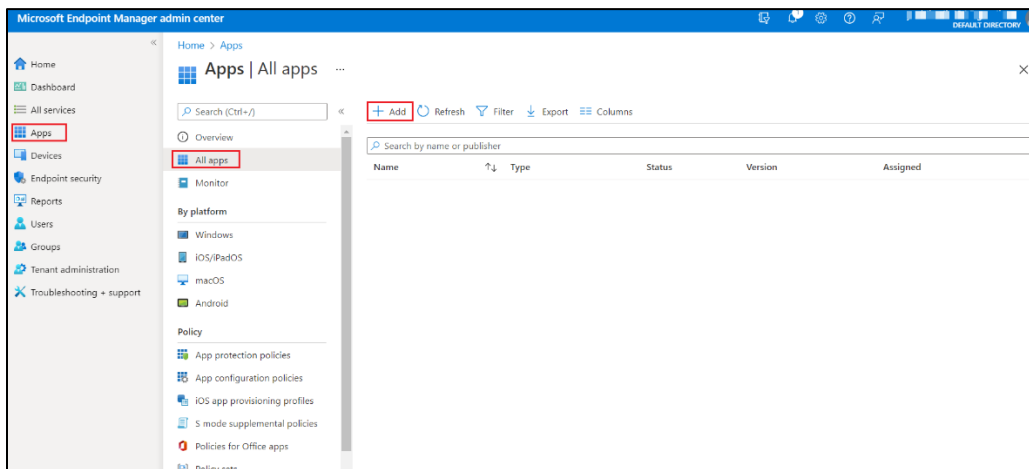 Microsoft Endpoint Manager admin center
DEFAULT DIRECTORY
Home
Dashboard
All services
Apps
Devices
Endpoint security
Reports
Users
Groups
Tenant administration
Troubleshooting + support
Home > Apps
Apps | All apps ...
Search (Ctrl+/)
Overview
All apps
Monitor
By platform
Windows
iOS/iPadOS
macOS
Android
Policy
App protection policies
App configuration policies
iOS app provisioning profiles
S mode supplemental policies
Policies for Office apps
Policy sets
+ Add Refresh Filter Export Columns
Search by name or publisher
Name Type Status Version Assigned